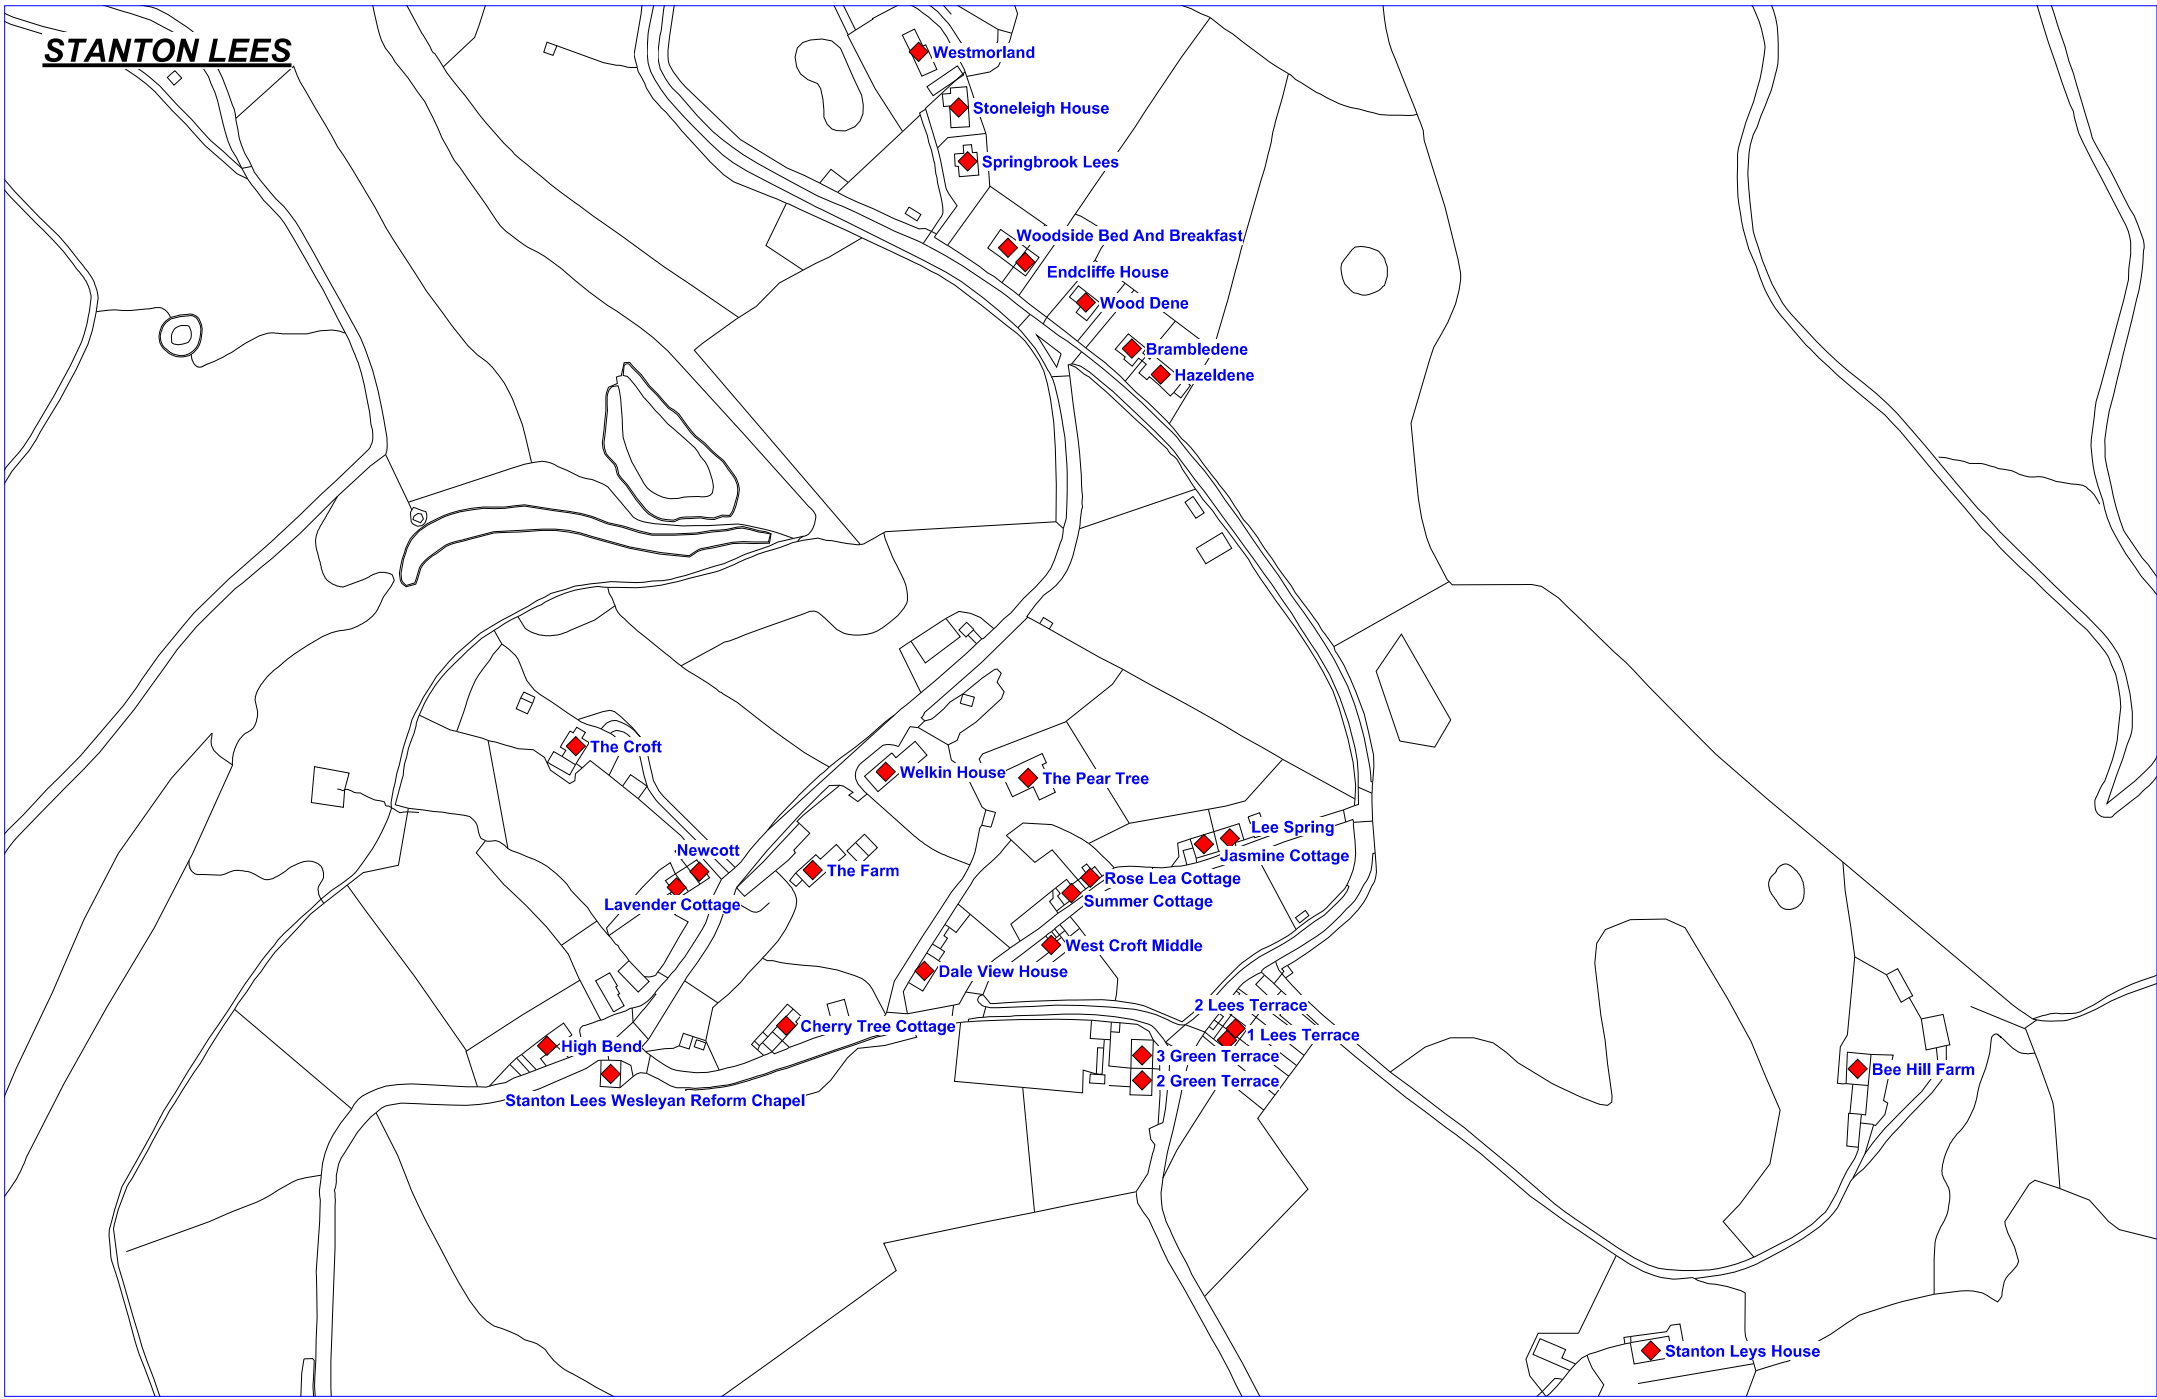 STANTON LEES
Westmorland
Stoneleigh House
Springbrook Lees
Woodside Bed And Breakfast
Endcliffe House
Wood Dene
Brambledene
Hazeldene
The Croft
Welkin House
The Pear Tree
Lee Spring
Jasmine Cottage
Newcott
The Farm
Rose Lea Cottage
Lavender Cottage
Summer Cottage
West Croft Middle
Dale View House
2 Lees Terrace
Cherry Tree Cottage
1 Lees Terrace
High Bend
3 Green Terrace
Bee Hill Farm
2 Green Terrace
Stanton Lees Wesleyan Reform Chapel
Stanton Leys House